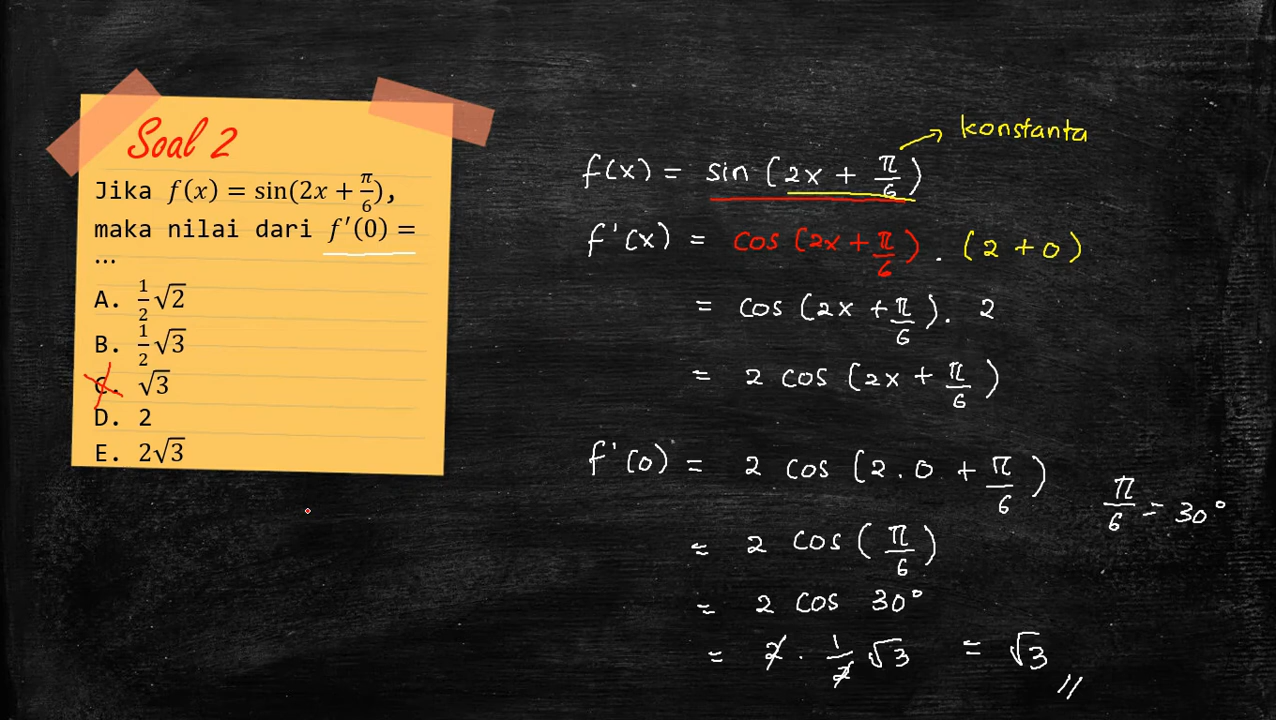 Soal 2
Jika f(x) = sin(2x + π/6),
maka nilai dari f′(0) =
...
A. 1/2 √2
B. 1/2 √3
C. √3
D. 2
E. 2√3
konstanta
f(x) = sin (2x + π/6)
f'(x) = cos (2x + π/6) . (2 + 0)
= cos (2x + π/6) . 2
= 2 cos (2x + π/6)
f'(0) = 2 cos (2.0 + π/6)
π/6 = 30°
= 2 cos (π/6)
= 2 cos 30°
= 2 . 1/2 √3 = √3 //